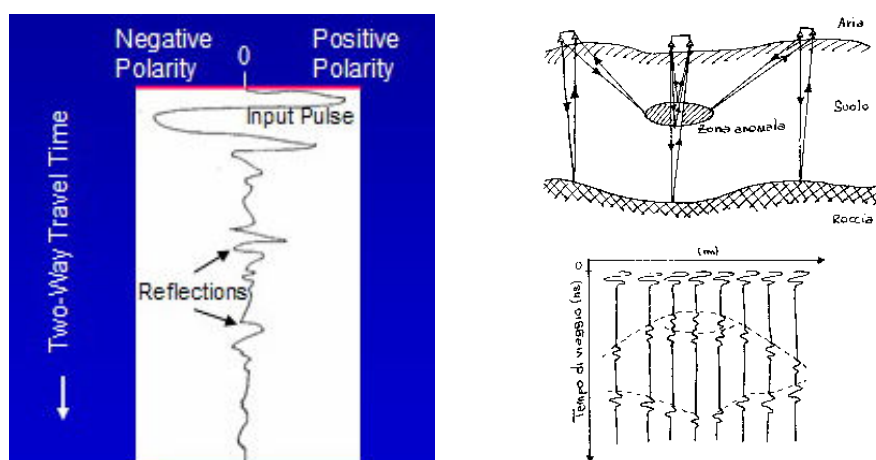 Negative
Polarity
0
Positive
Polarity
Input Pulse
Two-Way Travel Time
Reflections
Aria
Suolo
Zona anomala
Roccia
(m)
0
Tempo di viaggio (ns)